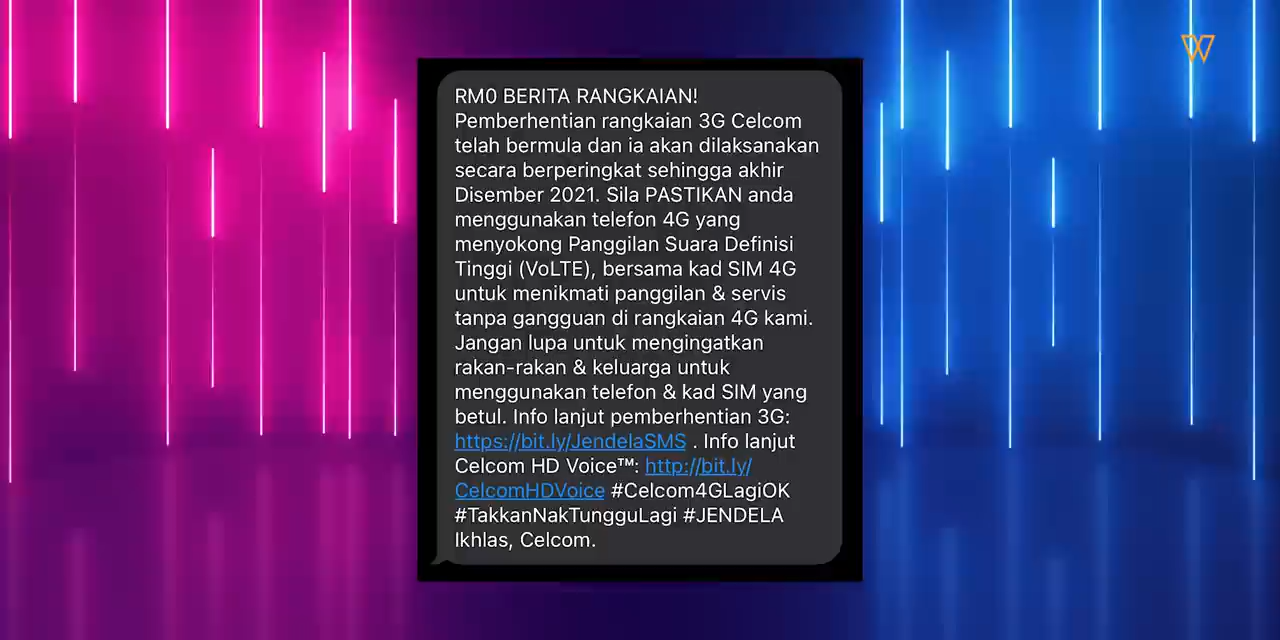 RM0 BERITA RANGKAIAN!
Pemberhentian rangkaian 3G Celcom
telah bermula dan ia akan dilaksanakan
secara berperingkat sehingga akhir
Disember 2021. Sila PASTIKAN anda
menggunakan telefon 4G yang
menyokong Panggilan Suara Definisi
Tinggi (VoLTE), bersama kad SIM 4G
untuk menikmati panggilan & servis
tanpa gangguan di rangkaian 4G kami.
Jangan lupa untuk mengingatkan
rakan-rakan & keluarga untuk
menggunakan telefon & kad SIM yang
betul. Info lanjut pemberhentian 3G:
https://bit.ly/JendelaSMS . Info lanjut
Celcom HD Voice™: http://bit.ly/
CelcomHDVoice #Celcom4GLagiOK
#TakkanNakTungguLagi #JENDELA
Ikhlas, Celcom.